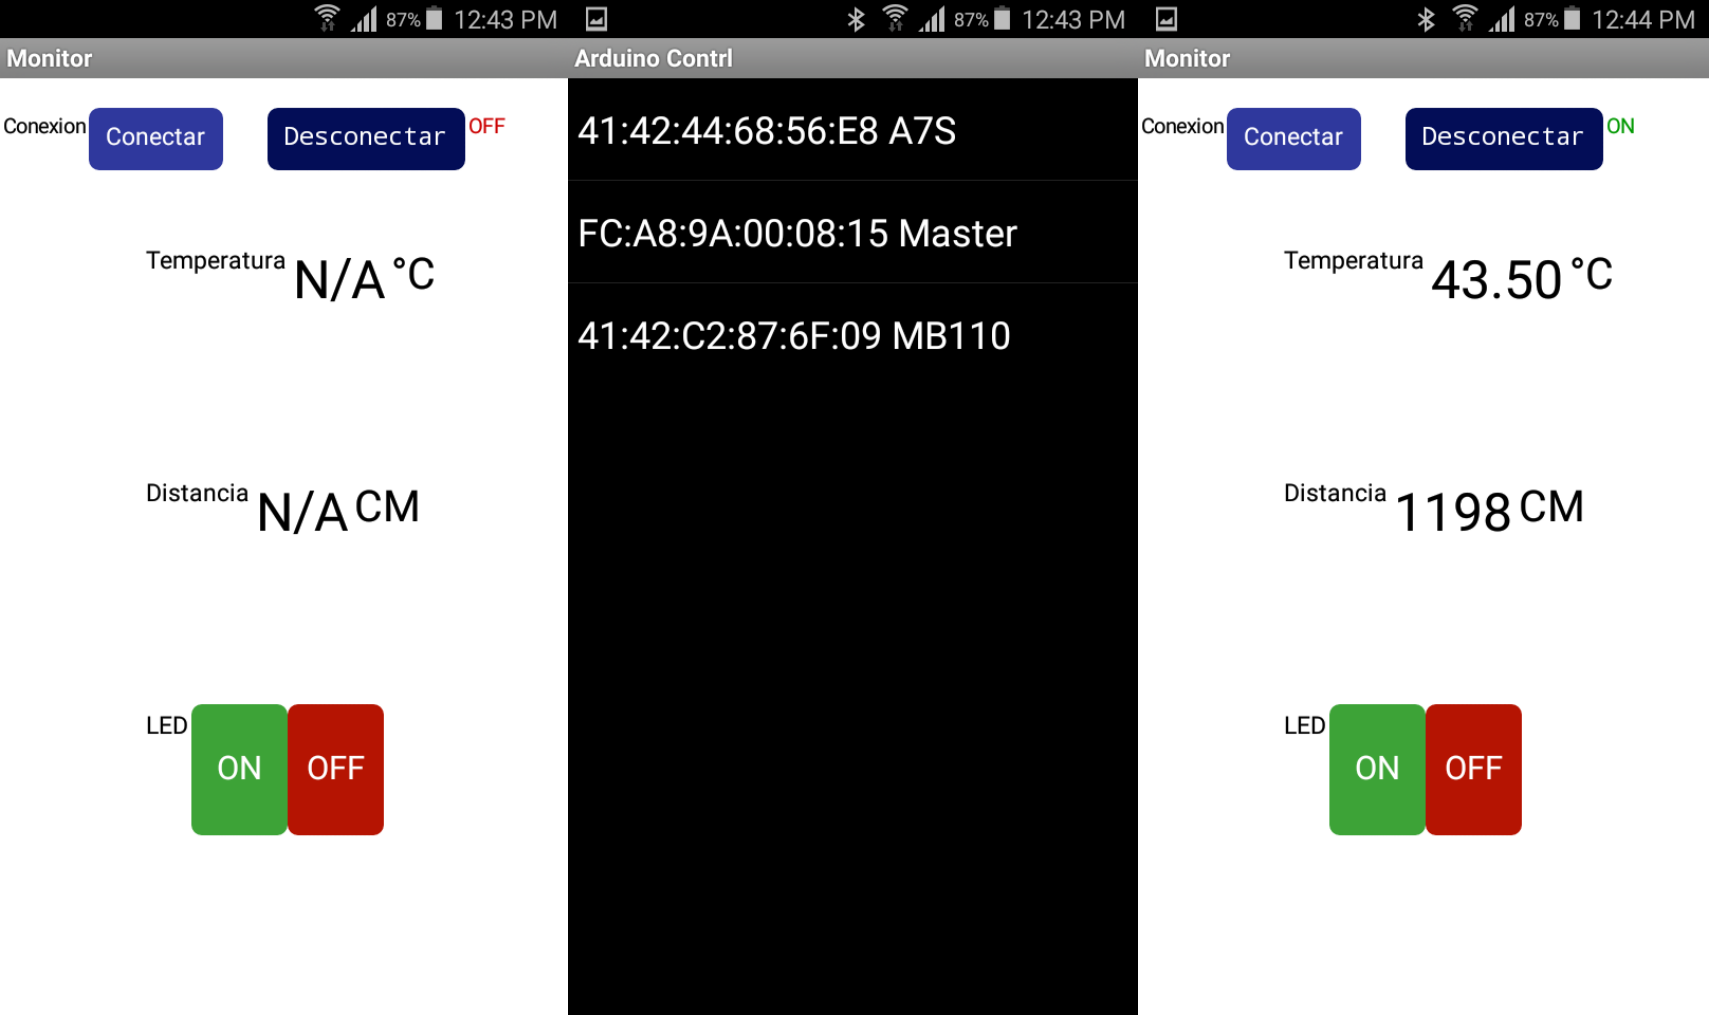 87% 12:43 PM
Monitor
Conexion Conectar Desconectar OFF
Temperatura N/A °C
Distancia N/A CM
LED ON OFF
87% 12:43 PM
Arduino Contrl
41:42:44:68:56:E8 A7S
FC:A8:9A:00:08:15 Master
41:42:C2:87:6F:09 MB110
87% 12:44 PM
Monitor
Conexion Conectar Desconectar ON
Temperatura 43.50 °C
Distancia 1198 CM
LED ON OFF